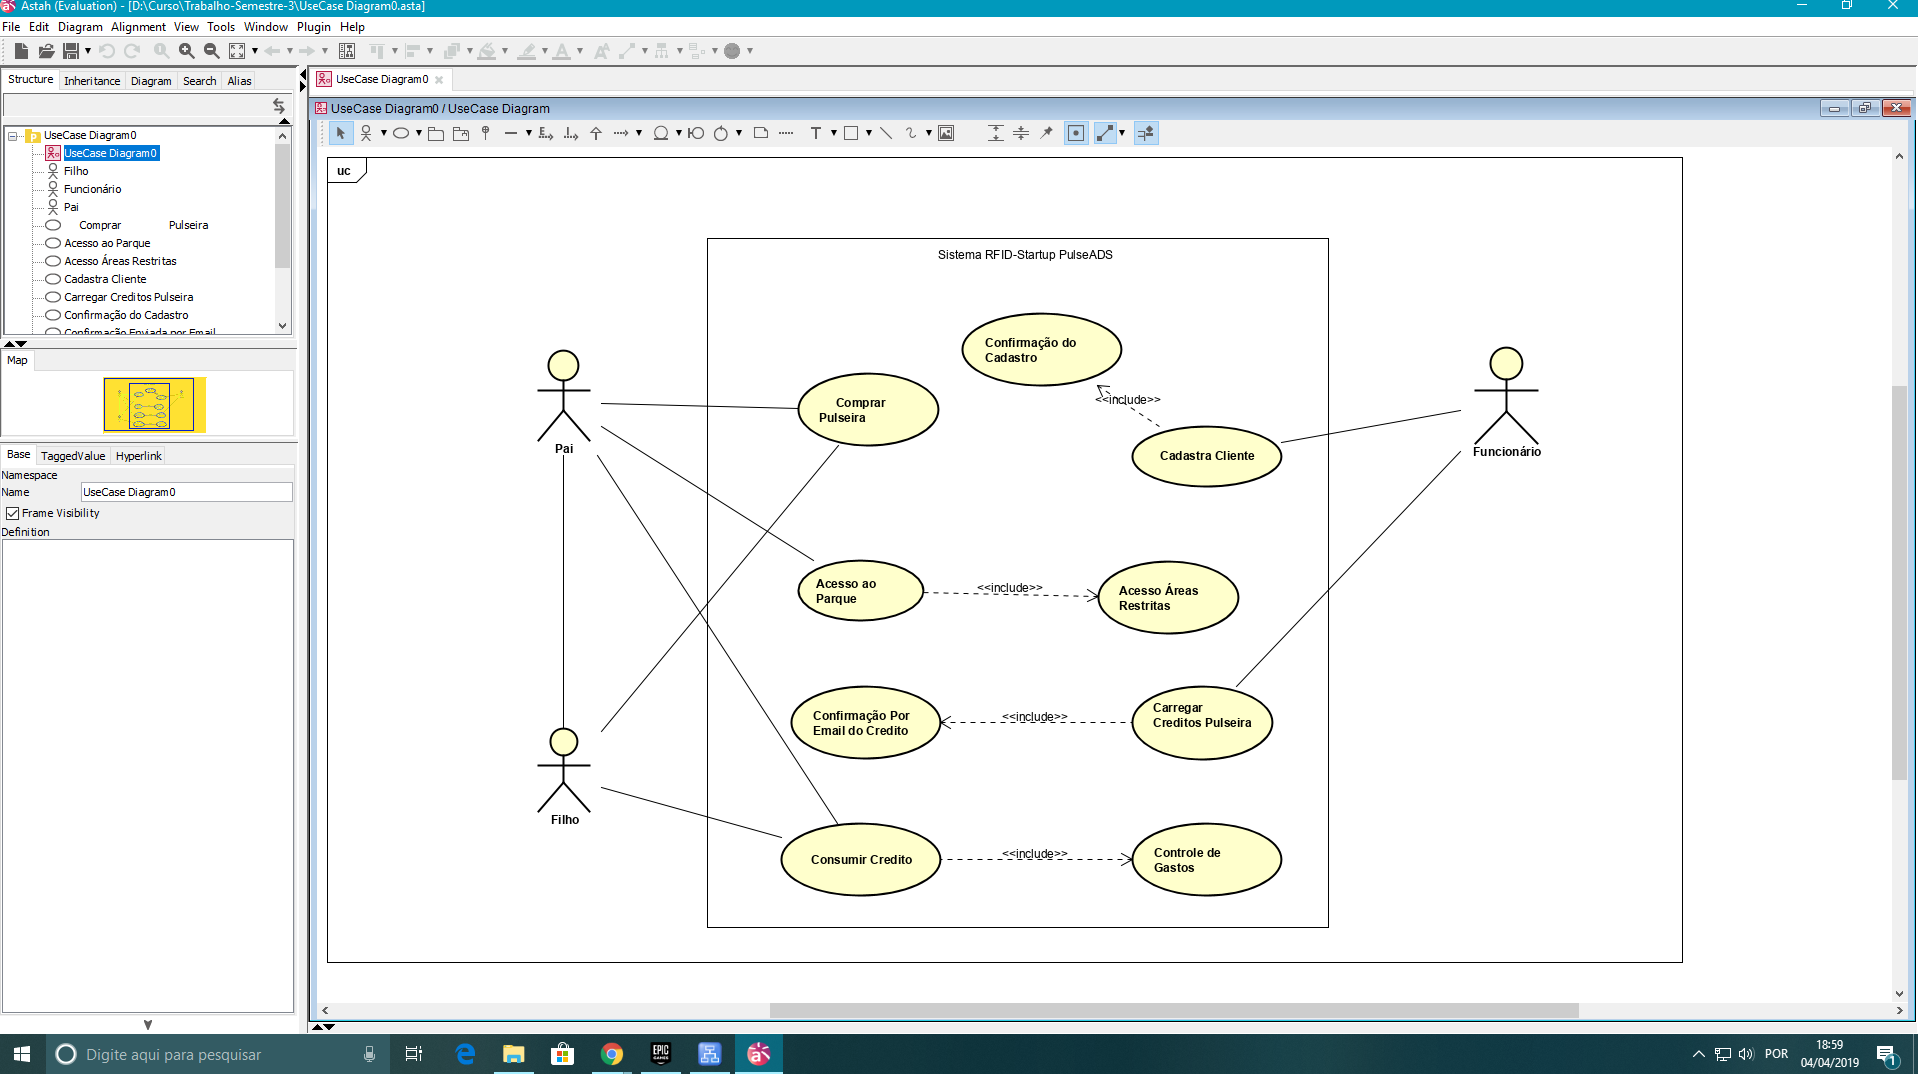 Astah (Evaluation) - [D:\Curso\Trabalho-Semestre-3\UseCase Diagram0.asta]
File Edit Diagram Alignment View Tools Window Plugin Help
Structure Inheritance Diagram Search Alias
UseCase Diagram0
UseCase Diagram0
Filho
Funcionário
Pai
Comprar Pulseira
Acesso ao Parque
Acesso Áreas Restritas
Cadastra Cliente
Carregar Creditos Pulseira
Confirmação do Cadastro
Confirmação Enviada por Email
Map
Base TaggedValue Hyperlink
Namespace
Name UseCase Diagram0
Frame Visibility
Definition
UseCase Diagram0
UseCase Diagram0 / UseCase Diagram
T
uc
Sistema RFID-Startup PulseADS
Confirmação do
Cadastro
<<include>>
Comprar
Pulseira
Cadastra Cliente
Pai
Funcionário
Acesso ao
Parque
<<include>>
Acesso Áreas
Restritas
Confirmação Por
Email do Credito
<<include>>
Carregar
Creditos Pulseira
Filho
Consumir Credito
<<include>>
Controle de
Gastos
Digite aqui para pesquisar
EPIC
GAMES
POR
18:59
04/04/2019
1